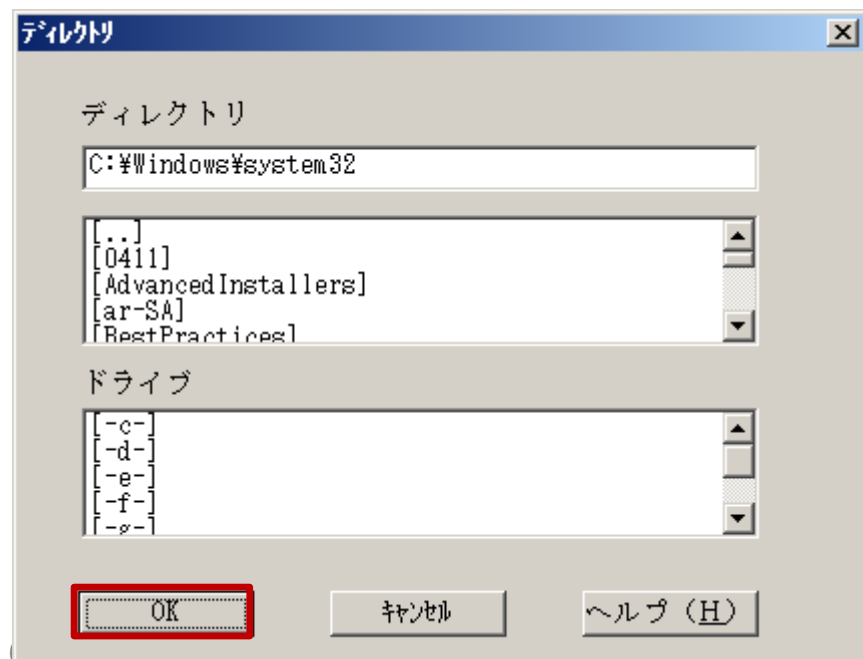 ﾃﾞｨﾚｸﾄﾘ
ディレクトリ
C:¥Windows¥system32
[..]
[0411]
[AdvancedInstallers]
[ar-SA]
[BestPractices]
ドライブ
[-c-]
[-d-]
[-e-]
[-f-]
[-g-]
OK ｷｬﾝｾﾙ ヘルプ(H)